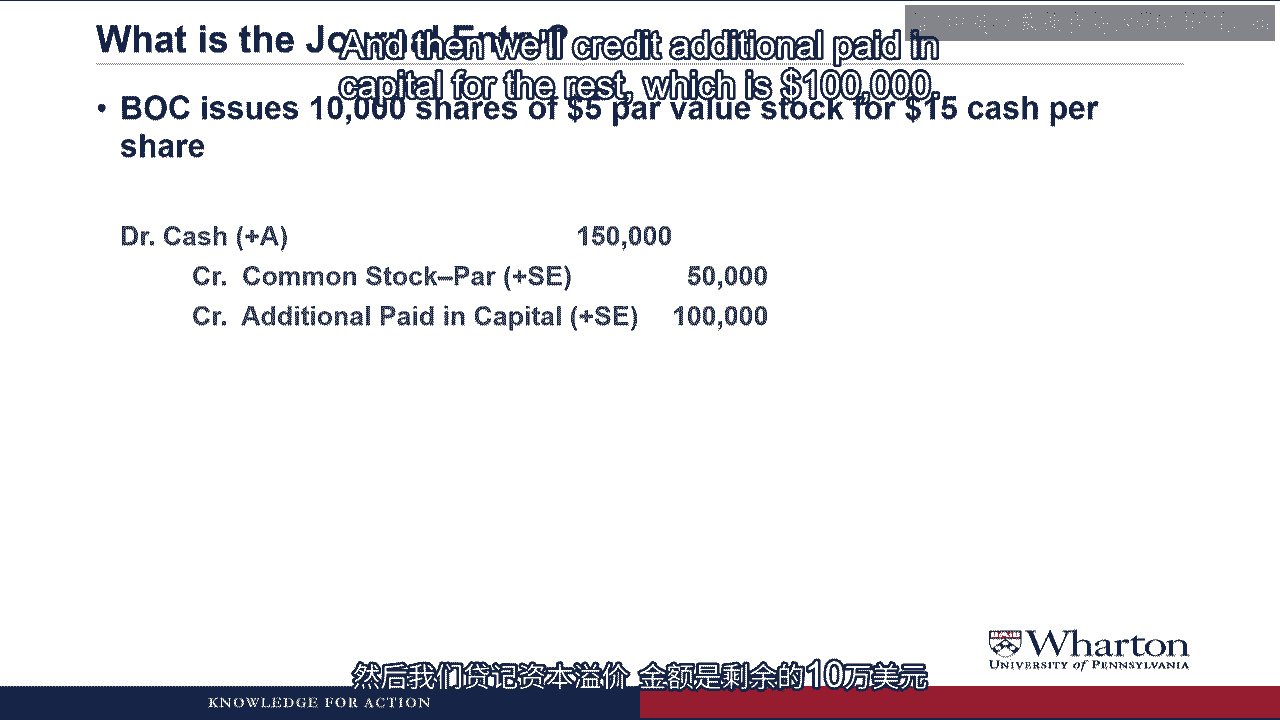 What is the Journal Entry?
And then we'll credit additional paid in
capital for the rest, which is $100,000.
• BOC issues 10,000 shares of $5 par value stock for $15 cash per
share
Dr. Cash (+A) 150,000
Cr. Common Stock–Par (+SE) 50,000
Cr. Additional Paid in Capital (+SE) 100,000
Wharton
UNIVERSITY of PENNSYLVANIA
然后我们贷记资本溢价 金额是剩余的10万美元
KNOWLEDGE FOR ACTION